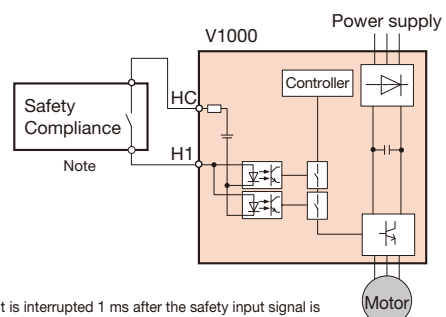 Power supply
V1000
Controller
HC
Safety
Compliance
H1
Note
t is interrupted 1 ms after the safety input signal is
Motor